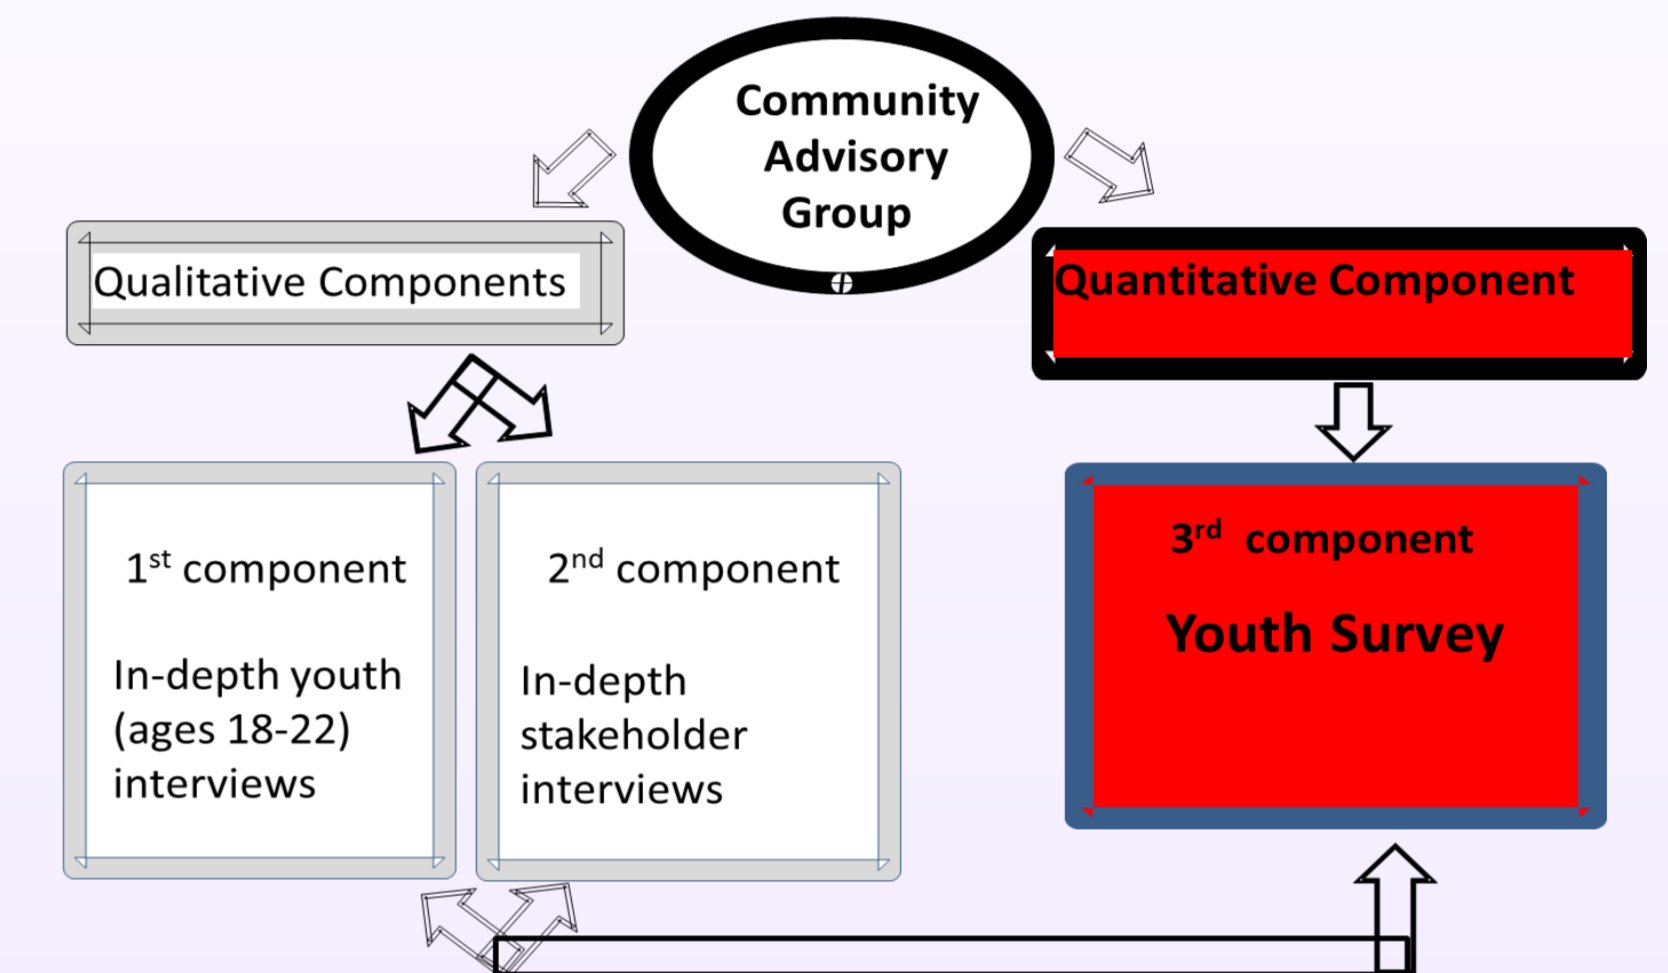 Community
Advisory
Group
Qualitative Components
Quantitative Component
1st component
In-depth youth
(ages 18-22)
interviews
2nd component
In-depth
stakeholder
interviews
3rd component
Youth Survey